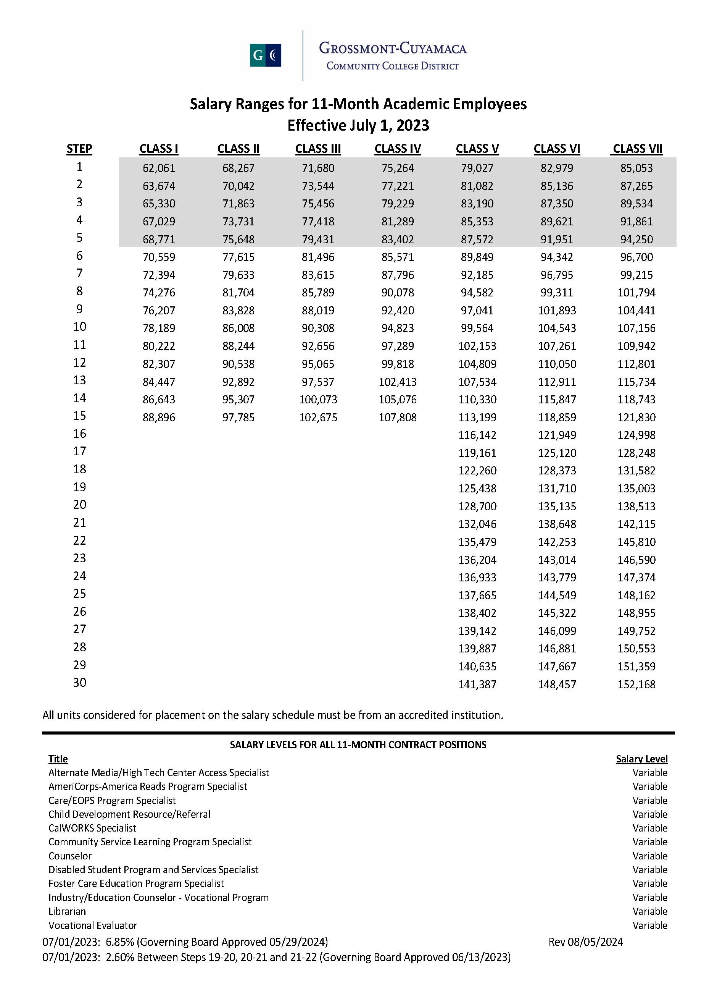 G
GROSSMONT-CUYAMACA
COMMUNITY COLLEGE DISTRICT
Salary Ranges for 11-Month Academic Employees
Effective July 1, 2023
STEP CLASS I CLASS II CLASS III CLASS IV CLASS V CLASS VI CLASS VII
1 62,061 68,267 71,680 75,264 79,027 82,979 85,053
2 63,674 70,042 73,544 77,221 81,082 85,136 87,265
3 65,330 71,863 75,456 79,229 83,190 87,350 89,534
4 67,029 73,731 77,418 81,289 85,353 89,621 91,861
5 68,771 75,648 79,431 83,402 87,572 91,951 94,250
6 70,559 77,615 81,496 85,571 89,849 94,342 96,700
7 72,394 79,633 83,615 87,796 92,185 96,795 99,215
8 74,276 81,704 85,789 90,078 94,582 99,311 101,794
9 76,207 83,828 88,019 92,420 97,041 101,893 104,441
10 78,189 86,008 90,308 94,823 99,564 104,543 107,156
11 80,222 88,244 92,656 97,289 102,153 107,261 109,942
12 82,307 90,538 95,065 99,818 104,809 110,050 112,801
13 84,447 92,892 97,537 102,413 107,534 112,911 115,734
14 86,643 95,307 100,073 105,076 110,330 115,847 118,743
15 88,896 97,785 102,675 107,808 113,199 118,859 121,830
16 116,142 121,949 124,998
17 119,161 125,120 128,248
18 122,260 128,373 131,582
19 125,438 131,710 135,003
20 128,700 135,135 138,513
21 132,046 138,648 142,115
22 135,479 142,253 145,810
23 136,204 143,014 146,590
24 136,933 143,779 147,374
25 137,665 144,549 148,162
26 138,402 145,322 148,955
27 139,142 146,099 149,752
28 139,887 146,881 150,553
29 140,635 147,667 151,359
30 141,387 148,457 152,168
All units considered for placement on the salary schedule must be from an accredited institution.
SALARY LEVELS FOR ALL 11-MONTH CONTRACT POSITIONS
Title Salary Level
Alternate Media/High Tech Center Access Specialist Variable
AmeriCorps-America Reads Program Specialist Variable
Care/EOPS Program Specialist Variable
Child Development Resource/Referral Variable
CalWORKS Specialist Variable
Community Service Learning Program Specialist Variable
Counselor Variable
Disabled Student Program and Services Specialist Variable
Foster Care Education Program Specialist Variable
Industry/Education Counselor - Vocational Program Variable
Librarian Variable
Vocational Evaluator Variable
07/01/2023: 6.85% (Governing Board Approved 05/29/2024) Rev 08/05/2024
07/01/2023: 2.60% Between Steps 19-20, 20-21 and 21-22 (Governing Board Approved 06/13/2023)